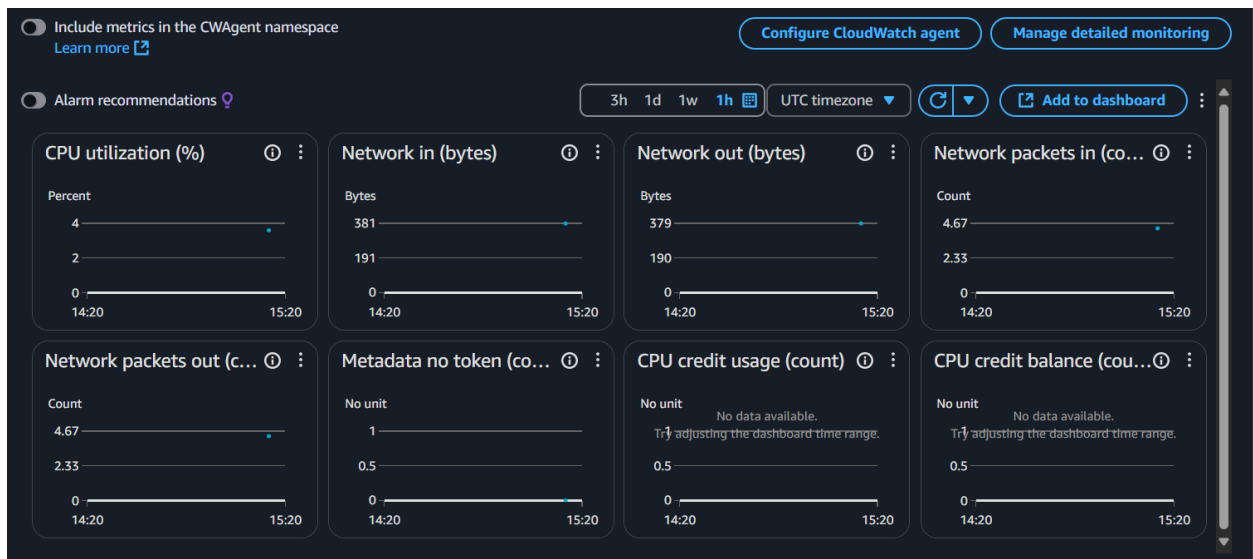 Include metrics in the CWAgent namespace
Learn more
Configure CloudWatch agent
Manage detailed monitoring
Alarm recommendations
3h 1d 1w 1h
UTC timezone
Add to dashboard
CPU utilization (%)
Percent
4
2
0
14:20 15:20
Network in (bytes)
Bytes
381
191
0
14:20 15:20
Network out (bytes)
Bytes
379
190
0
14:20 15:20
Network packets in (co...
Count
4.67
2.33
0
14:20 15:20
Network packets out (c...
Count
4.67
2.33
0
14:20 15:20
Metadata no token (co...
No unit
1
0.5
0
14:20 15:20
CPU credit usage (count)
No unit
No data available.
Try adjusting the dashboard time range.
1
0.5
0
14:20 15:20
CPU credit balance (cou...
No unit
No data available.
Try adjusting the dashboard time range.
1
0.5
0
14:20 15:20